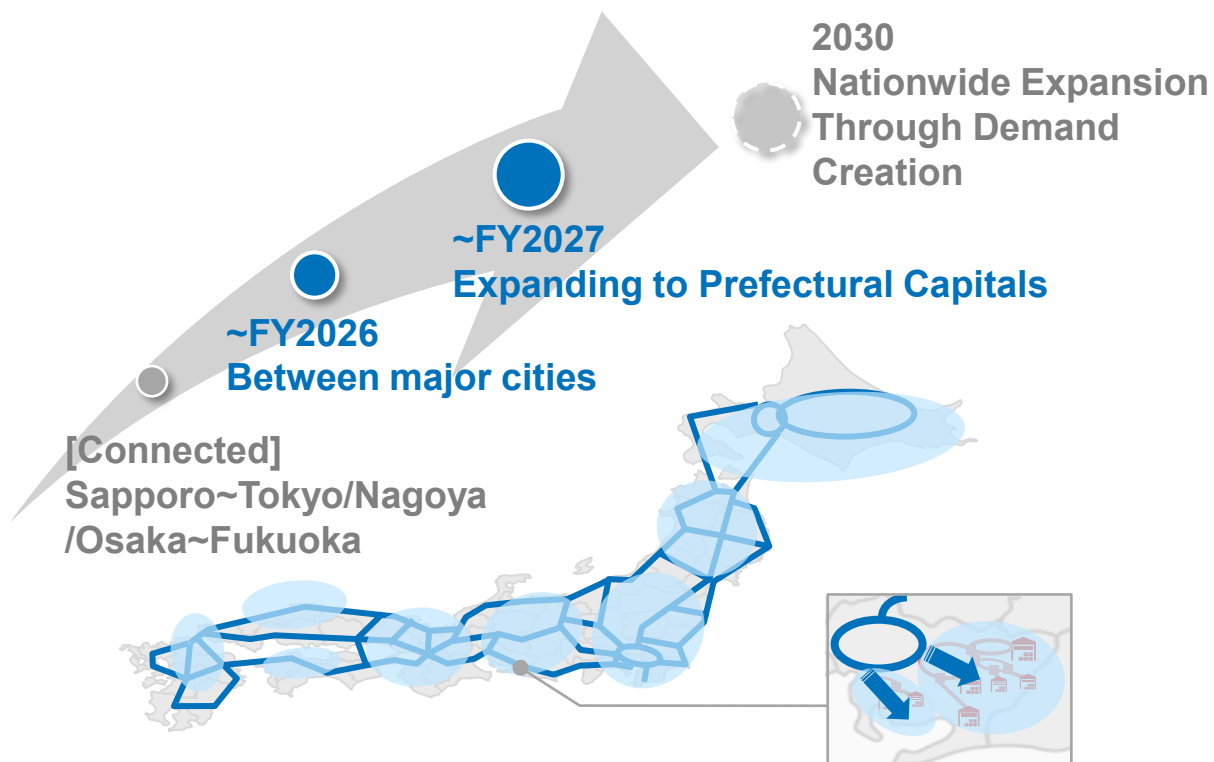 2030
Nationwide Expansion
Through Demand
Creation
~FY2027
Expanding to Prefectural Capitals
~FY2026
Between major cities
[Connected]
Sapporo~Tokyo/Nagoya
/Osaka~Fukuoka